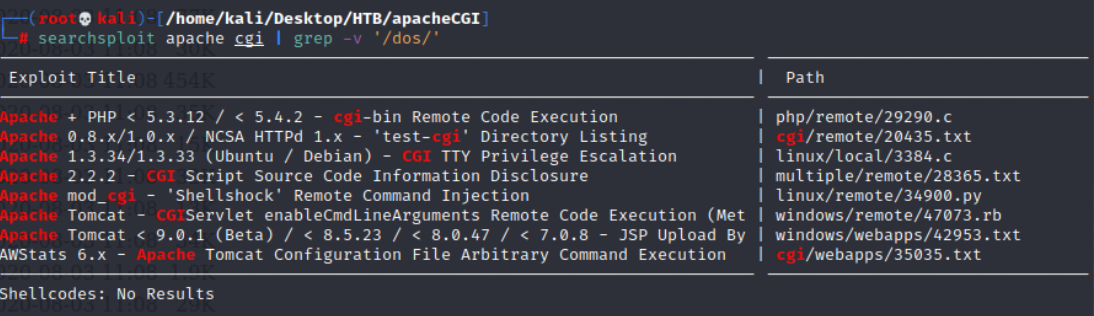 (root💀kali)-[/home/kali/Desktop/HTB/apacheCGI]
# searchsploit apache cgi | grep -v '/dos/'
Exploit Title | Path
Apache + PHP < 5.3.12 / < 5.4.2 - cgi-bin Remote Code Execution | php/remote/29290.c
Apache 0.8.x/1.0.x / NCSA HTTPd 1.x - 'test-cgi' Directory Listing | cgi/remote/20435.txt
Apache 1.3.34/1.3.33 (Ubuntu / Debian) - CGI TTY Privilege Escalation | linux/local/3384.c
Apache 2.2.2 - CGI Script Source Code Information Disclosure | multiple/remote/28365.txt
Apache mod_cgi - 'Shellshock' Remote Command Injection | linux/remote/34900.py
Apache Tomcat - CGIServlet enableCmdLineArguments Remote Code Execution (Met | windows/remote/47073.rb
Apache Tomcat < 9.0.1 (Beta) / < 8.5.23 / < 8.0.47 / < 7.0.8 - JSP Upload By | windows/webapps/42953.txt
AWStats 6.x - Apache Tomcat Configuration File Arbitrary Command Execution | cgi/webapps/35035.txt
Shellcodes: No Results